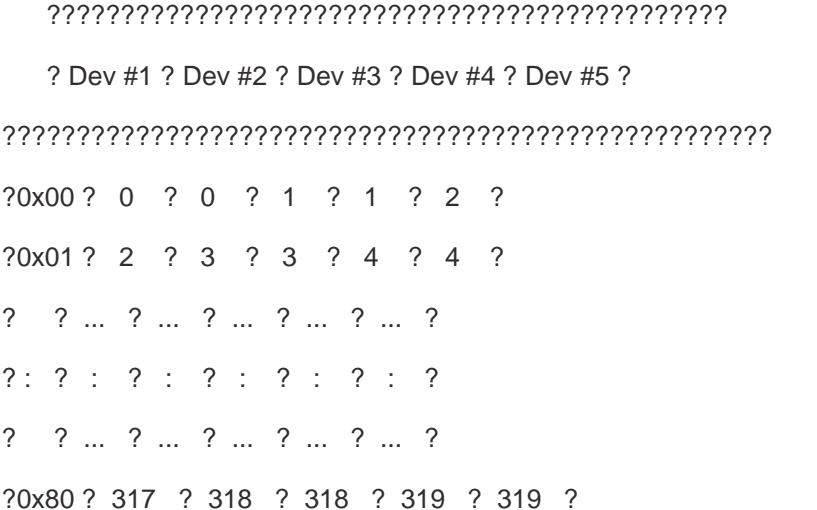 ??????????????????????????????????????????????
? Dev #1 ? Dev #2 ? Dev #3 ? Dev #4 ? Dev #5 ?
????????????????????????????????????????????????????
?0x00 ? 0 ? 0 ? 1 ? 1 ? 2 ?
?0x01 ? 2 ? 3 ? 3 ? 4 ? 4 ?
? ? ... ? ... ? ... ? ... ? ... ?
? : ? : ? : ? : ? : ? : ?
? ? ... ? ... ? ... ? ... ? ... ?
?0x80 ? 317 ? 318 ? 318 ? 319 ? 319 ?